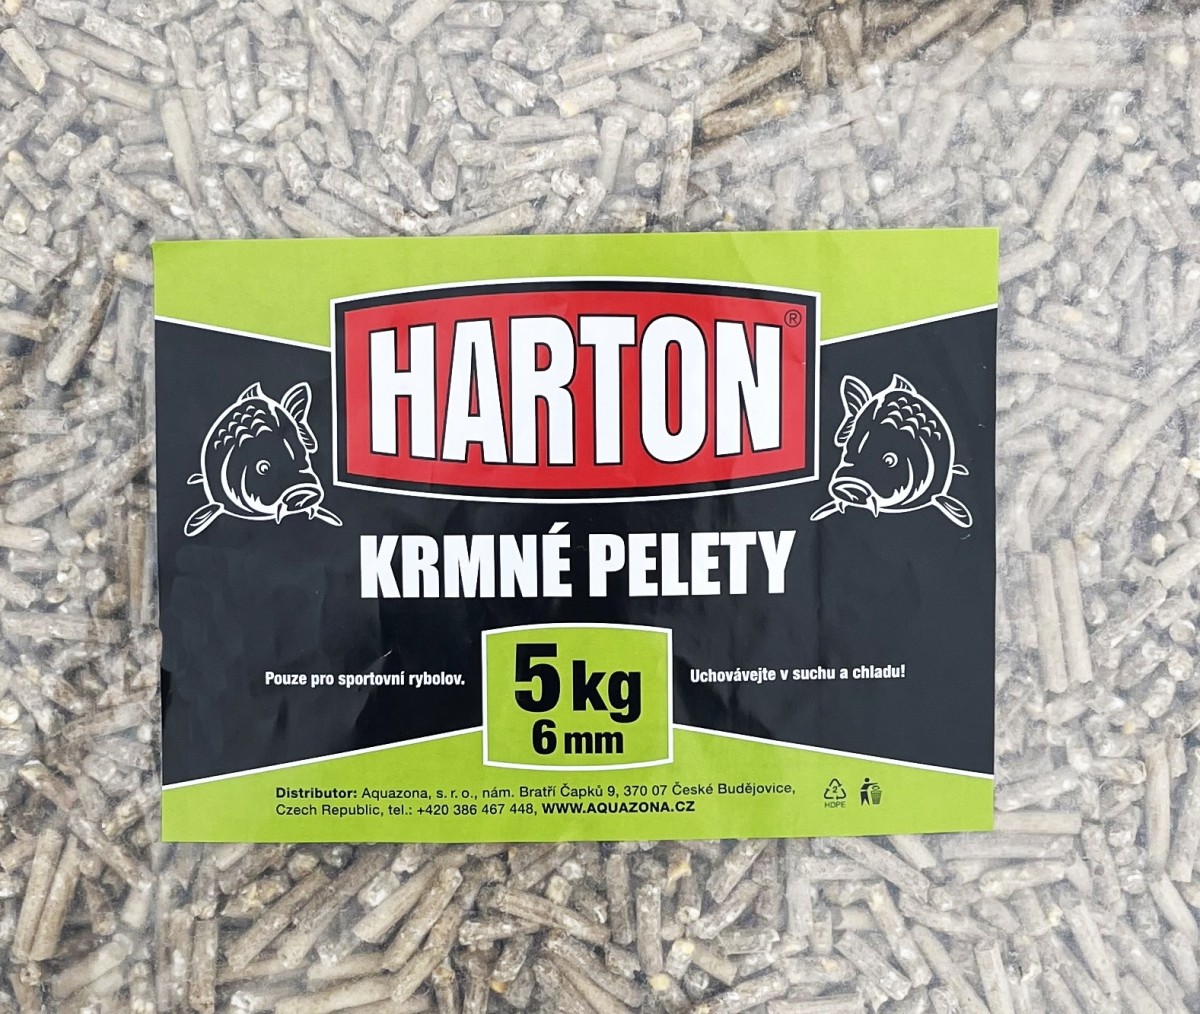 HARTON®
KRMNÉ PELETY
Pouze pro sportovní rybolov.
5 kg
6 mm
Uchovávejte v suchu a chladu!
Distributor: Aquazona, s. r. o., nám. Bratří Čapků 9, 370 07 České Budějovice,
Czech Republic, tel.: +420 386 467 448, WWW.AQUAZONA.CZ
2
HDPE